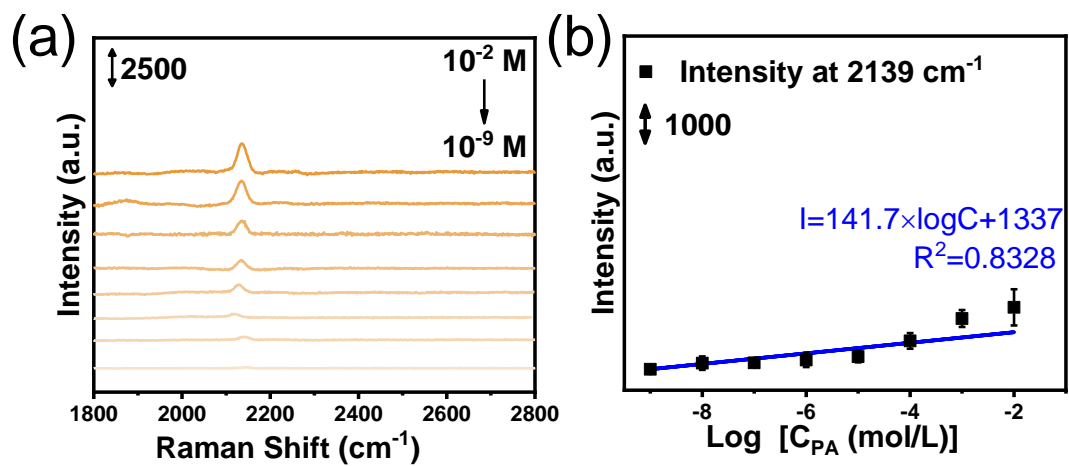 (a)
2500
10⁻² M
10⁻⁹ M
Intensity (a.u.)
1800 2000 2200 2400 2600 2800
Raman Shift (cm⁻¹)
(b)
Intensity at 2139 cm⁻¹
1000
I=141.7×logC+1337
R²=0.8328
Intensity (a.u.)
-8 -6 -4 -2
Log [C_PA (mol/L)]